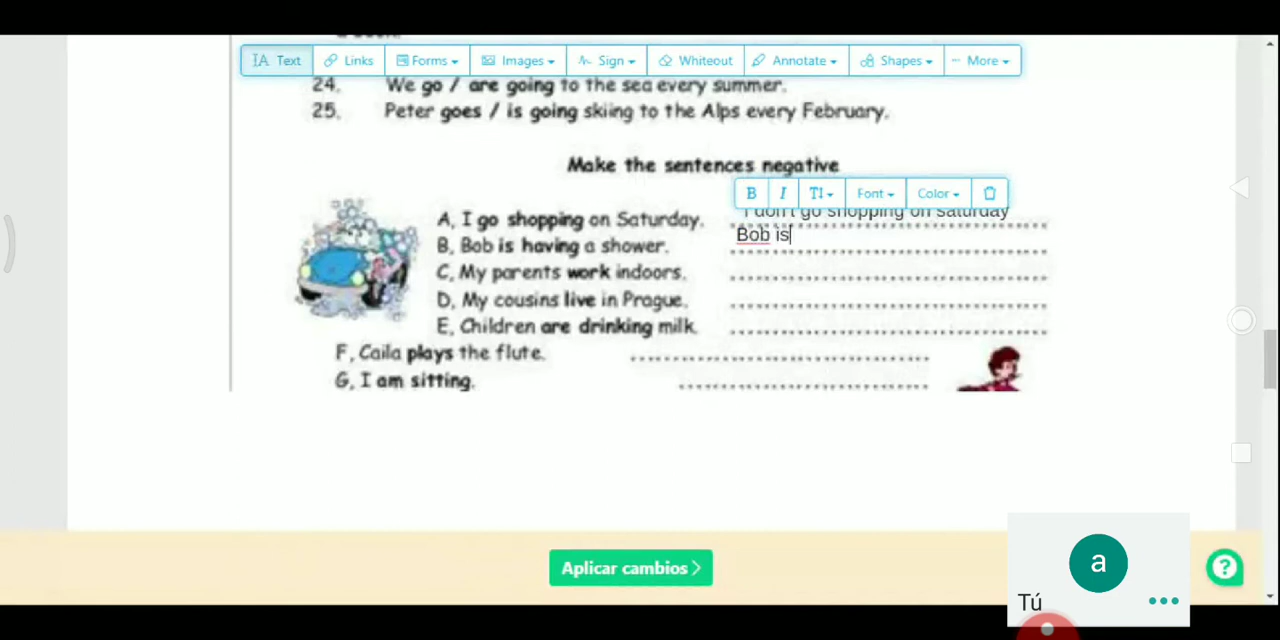 Text Links Forms Images Sign Whiteout Annotate Shapes More
24. We go / are going to the sea every summer.
25. Peter goes / is going skiing to the Alps every February.
Make the sentences negative
B I Font Color
A, I go shopping on Saturday. I don't go shopping on saturday
B, Bob is having a shower. Bob is
C, My parents work indoors.
D, My cousins live in Prague.
E, Children are drinking milk.
F, Caila plays the flute.
G, I am sitting.
Aplicar cambios
a
Tú
?